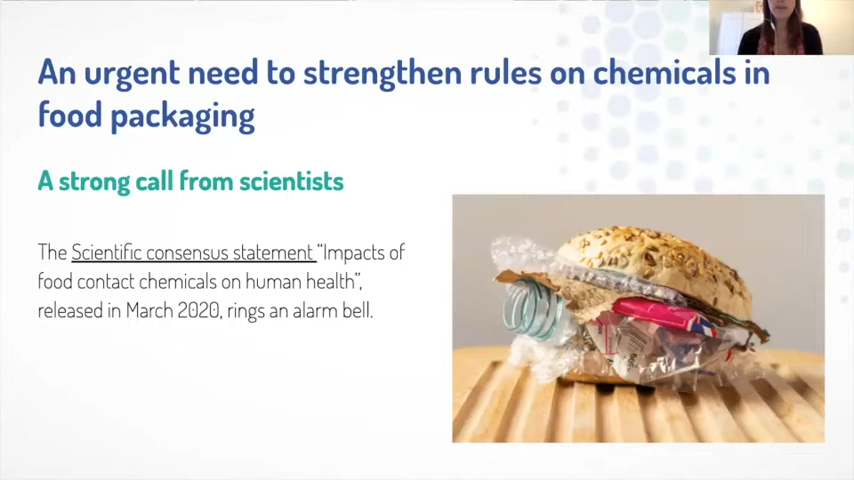 An urgent need to strengthen rules on chemicals in
food packaging
A strong call from scientists
The Scientific consensus statement “Impacts of
food contact chemicals on human health”,
released in March 2020, rings an alarm bell.